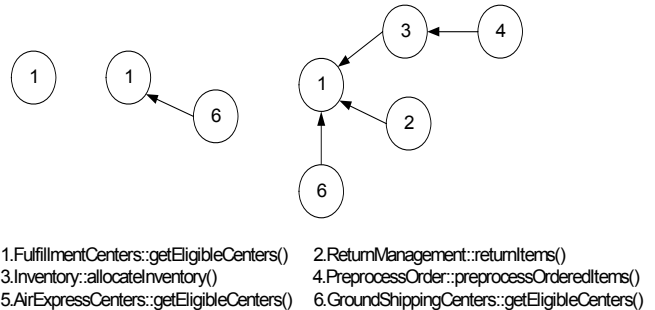 3 4
1 1 1
6 2
6
1.FulfillmentCenters::getEligibleCenters() 2.ReturnManagement::returnItems()
3.Inventory::allocateInventory() 4.PreprocessOrder::preprocessOrderedItems()
5.AirExpressCenters::getEligibleCenters() 6.GroundShippingCenters::getEligibleCenters()